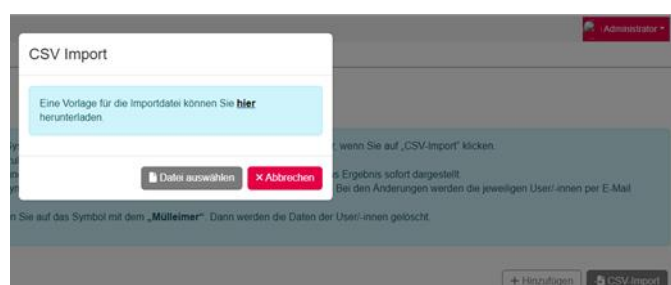 Administrator
CSV Import
Eine Vorlage für die Importdatei können Sie hier
herunterladen.
, wenn Sie auf „CSV-Import" klicken.
Datei auswählen
Abbrechen
s Ergebnis sofort dargestellt.
Bei den Änderungen werden die jeweiligen User/-innen per E-Mail
n Sie auf das Symbol mit dem „Mülleimer". Dann werden die Daten der User/-innen gelöscht.
+ Hinzufügen
CSV Import